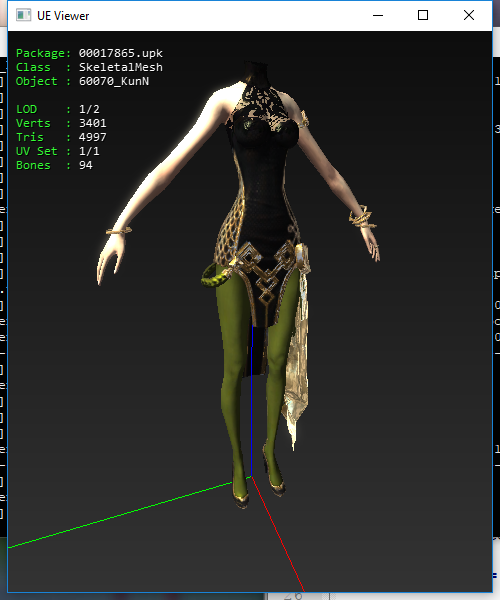 UE Viewer
Package: 00017865.upk
Class : SkeletalMesh
Object : 60070_KunN
LOD : 1/2
Verts : 3401
Tris : 4997
UV Set : 1/1
Bones : 94